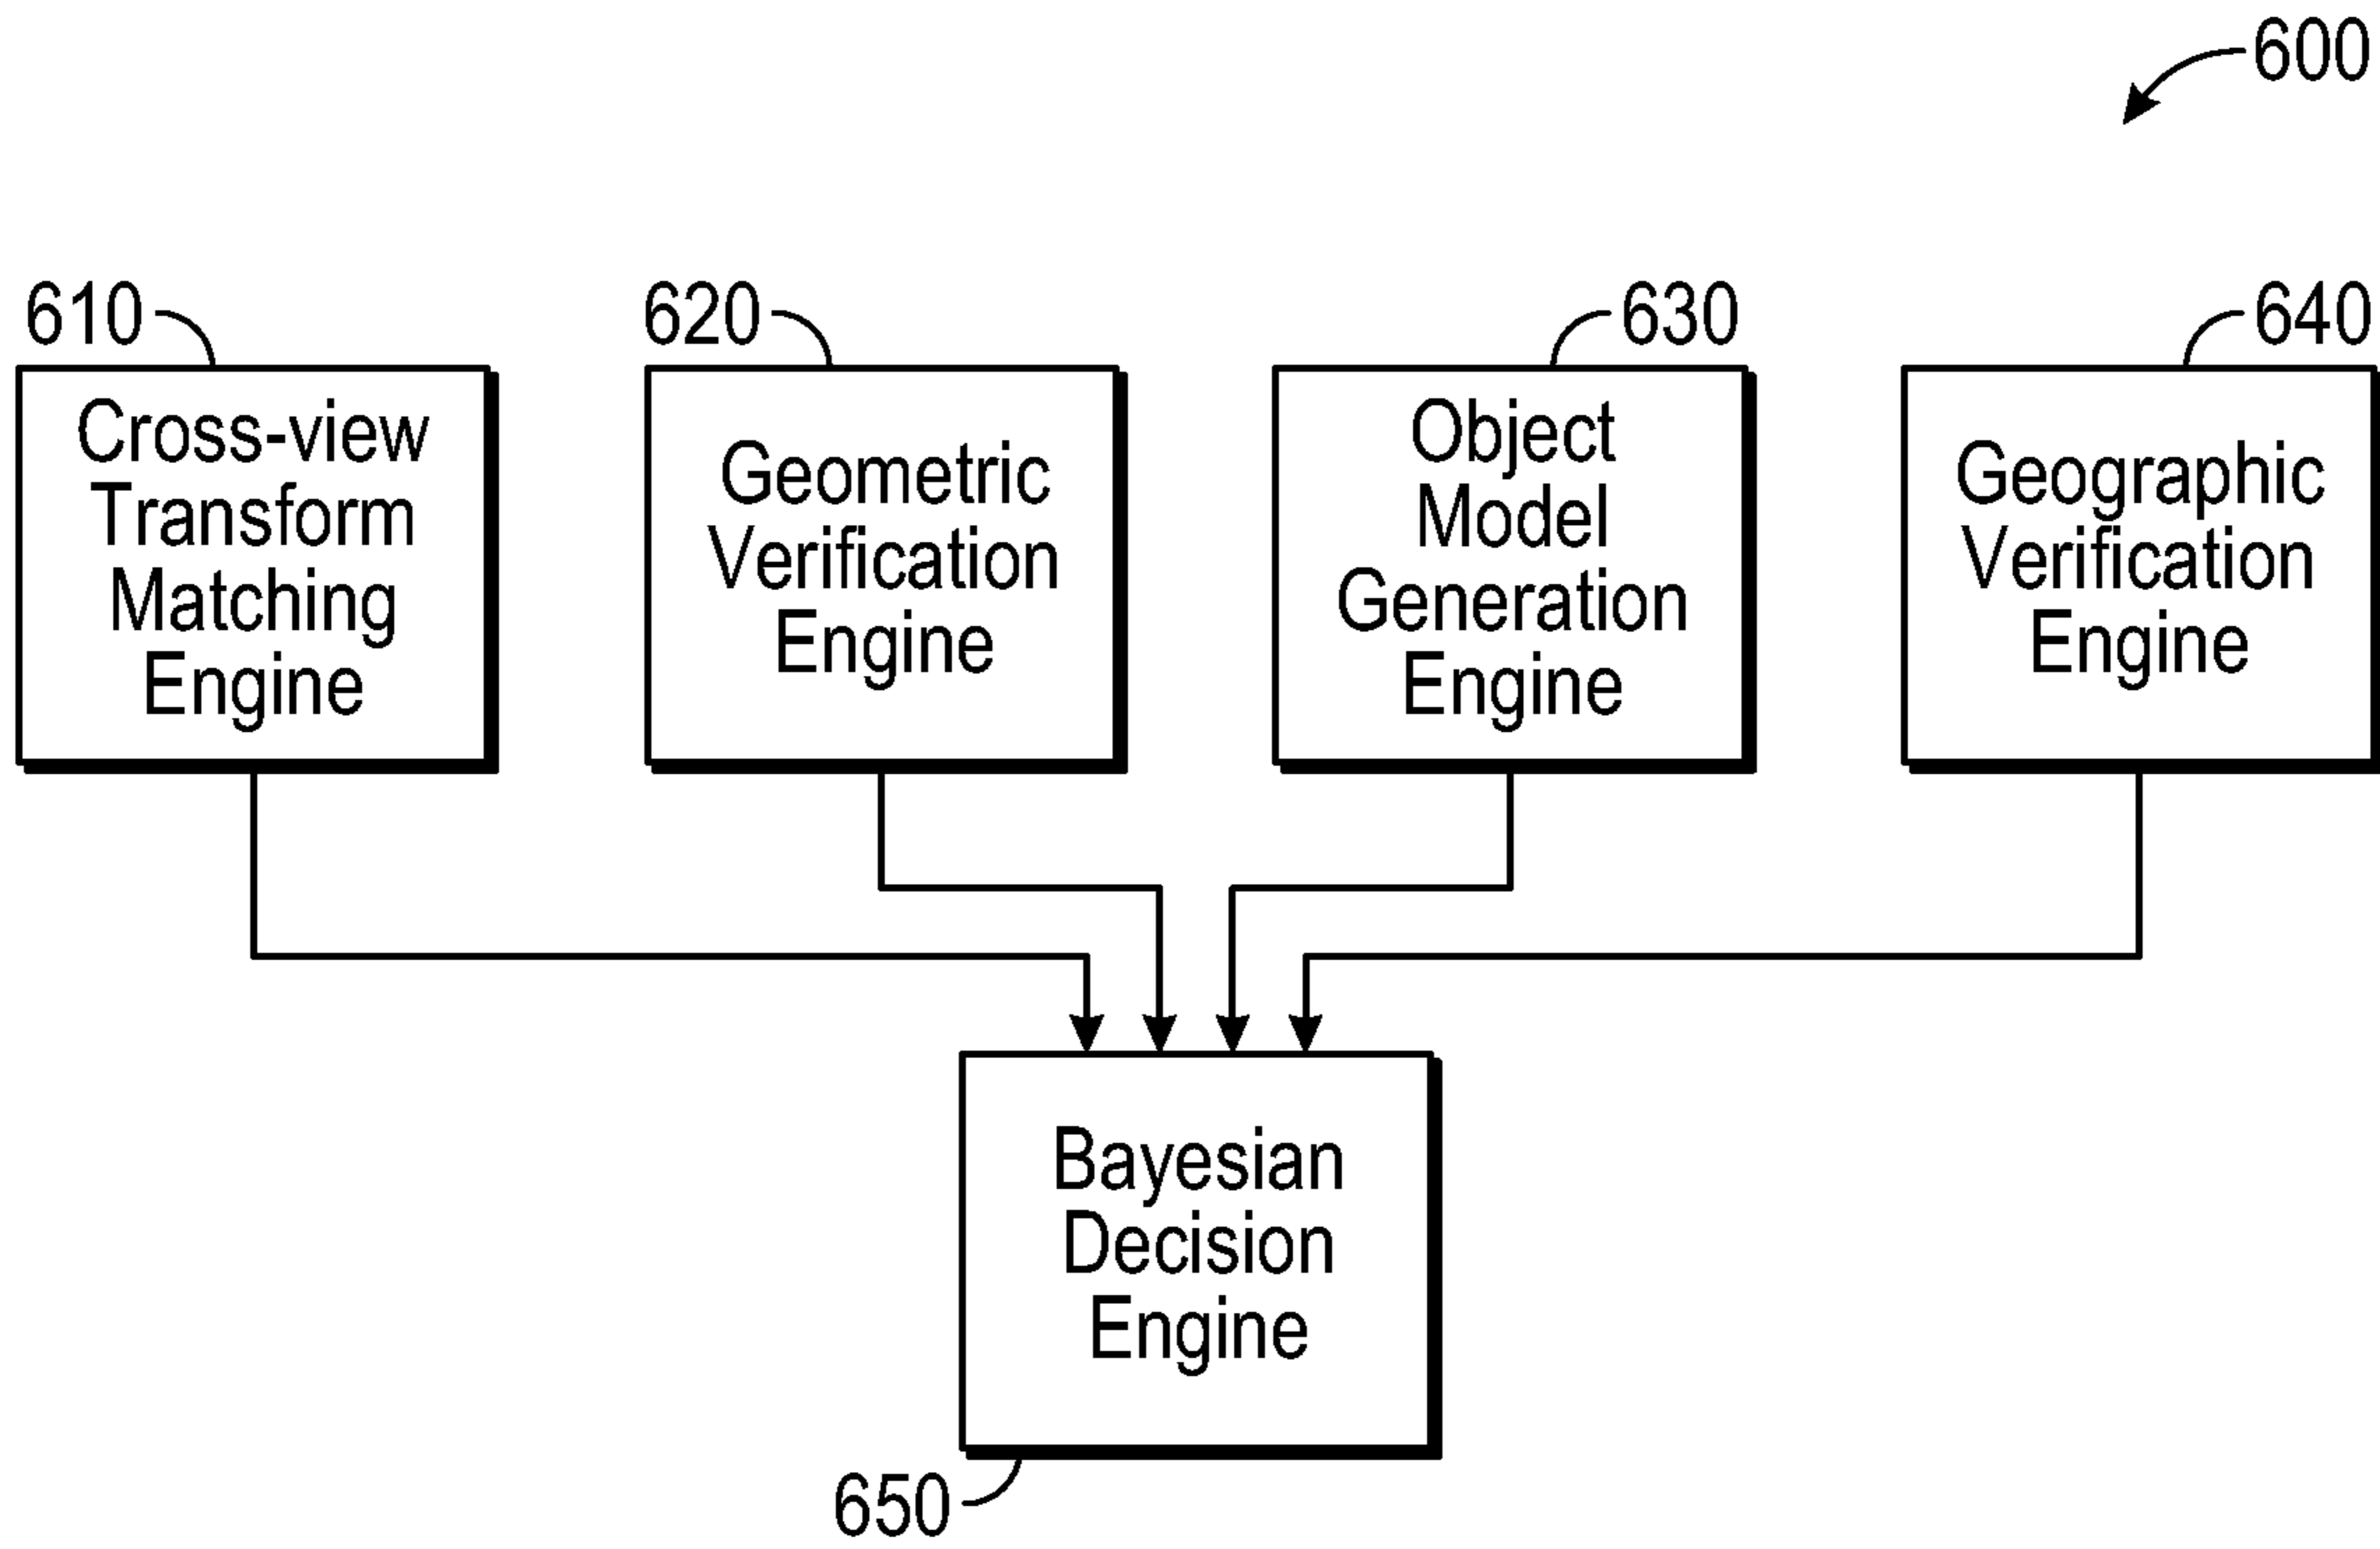 600
610
Cross-view
Transform
Matching
Engine
620
Geometric
Verification
Engine
630
Object
Model
Generation
Engine
640
Geographic
Verification
Engine
Bayesian
Decision
Engine
650